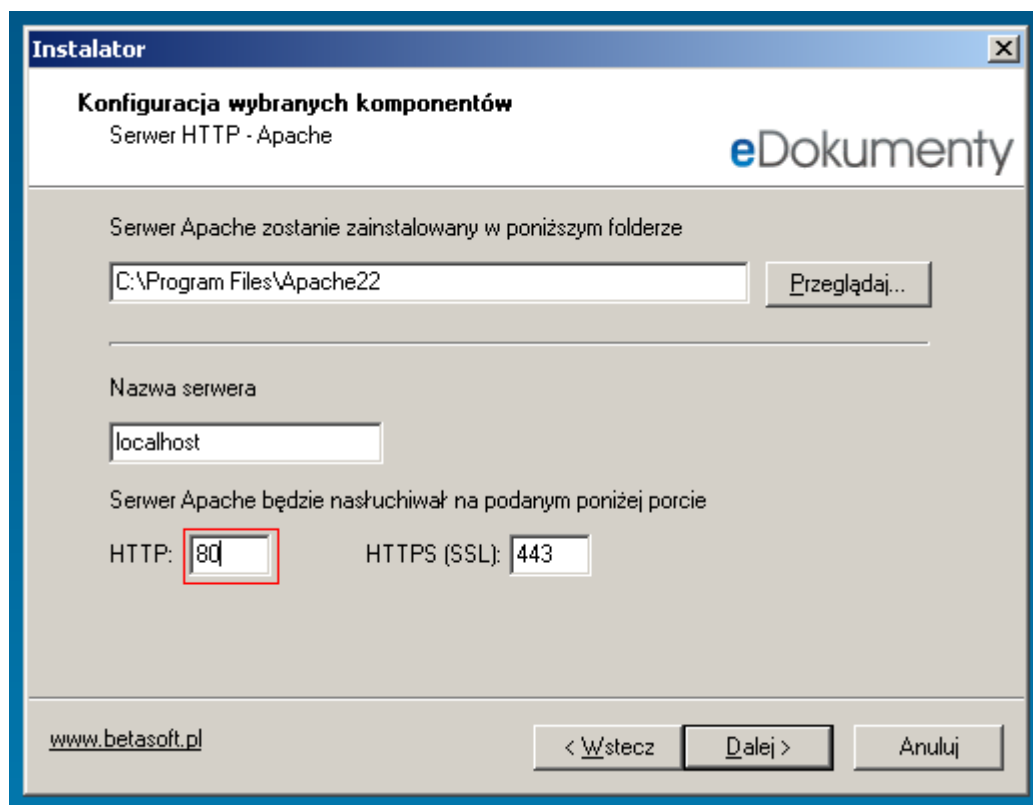 Instalator
Konfiguracja wybranych komponentów
Serwer HTTP - Apache
eDokumenty
Serwer Apache zostanie zainstalowany w poniższym folderze
C:\Program Files\Apache22
Przeglądaj...
Nazwa serwera
localhost
Serwer Apache będzie nasłuchiwał na podanym poniżej porcie
HTTP: 80 HTTPS (SSL): 443
www.betasoft.pl < Wstecz Dalej > Anuluj